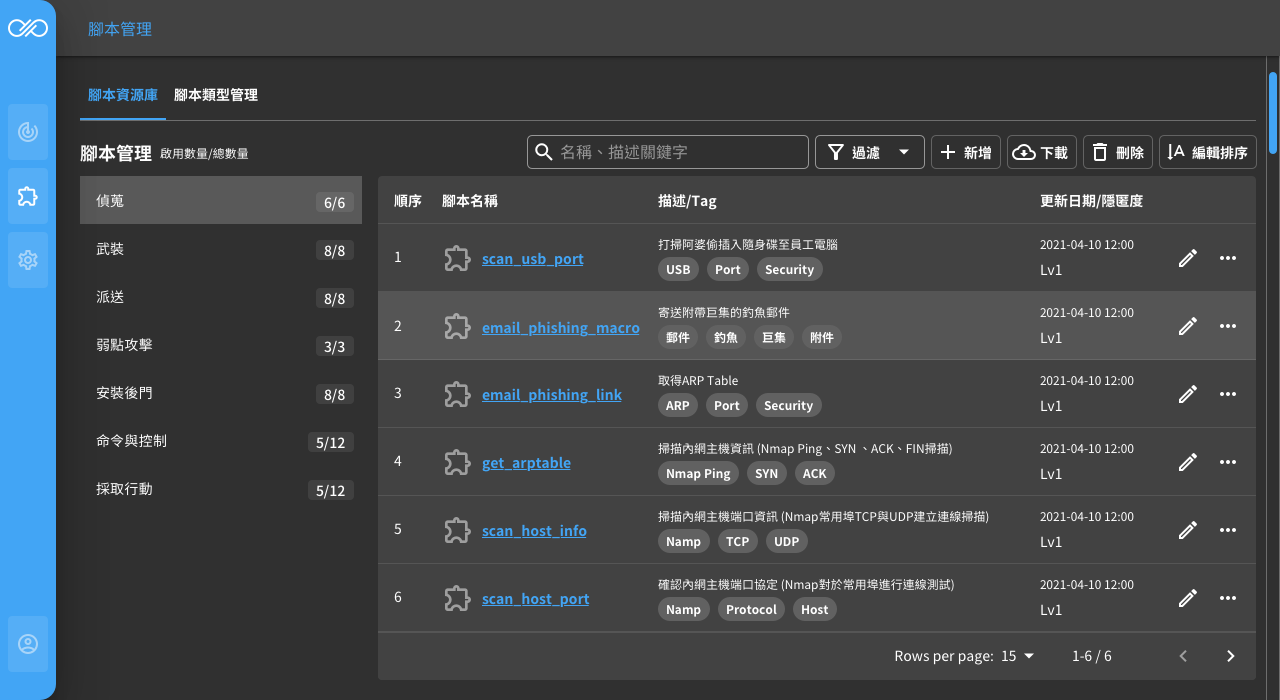 腳本管理
腳本資源庫 腳本類型管理
腳本管理 啟用數量/總數量
名稱、描述關鍵字 過濾 新增 下載 刪除 編輯排序
偵蒐 6/6
武裝 8/8
派送 8/8
弱點攻擊 3/3
安裝後門 8/8
命令與控制 5/12
採取行動 5/12
順序 腳本名稱 描述/Tag 更新日期/隱匿度
1 scan_usb_port 打掃阿婆偷插入隨身碟至員工電腦 2021-04-10 12:00
USB Port Security Lv1
2 email_phishing_macro 寄送附帶巨集的釣魚郵件 2021-04-10 12:00
郵件 釣魚 巨集 附件 Lv1
3 email_phishing_link 取得ARP Table 2021-04-10 12:00
ARP Port Security Lv1
4 get_arptable 掃描內網主機資訊 (Nmap Ping、SYN 、ACK、FIN掃描) 2021-04-10 12:00
Nmap Ping SYN ACK Lv1
5 scan_host_info 掃描內網主機端口資訊 (Nmap常用埠TCP與UDP建立連線掃描) 2021-04-10 12:00
Namp TCP UDP Lv1
6 scan_host_port 確認內網主機端口協定 (Nmap對於常用埠進行連線測試) 2021-04-10 12:00
Namp Protocol Host Lv1
Rows per page: 15 1-6 / 6